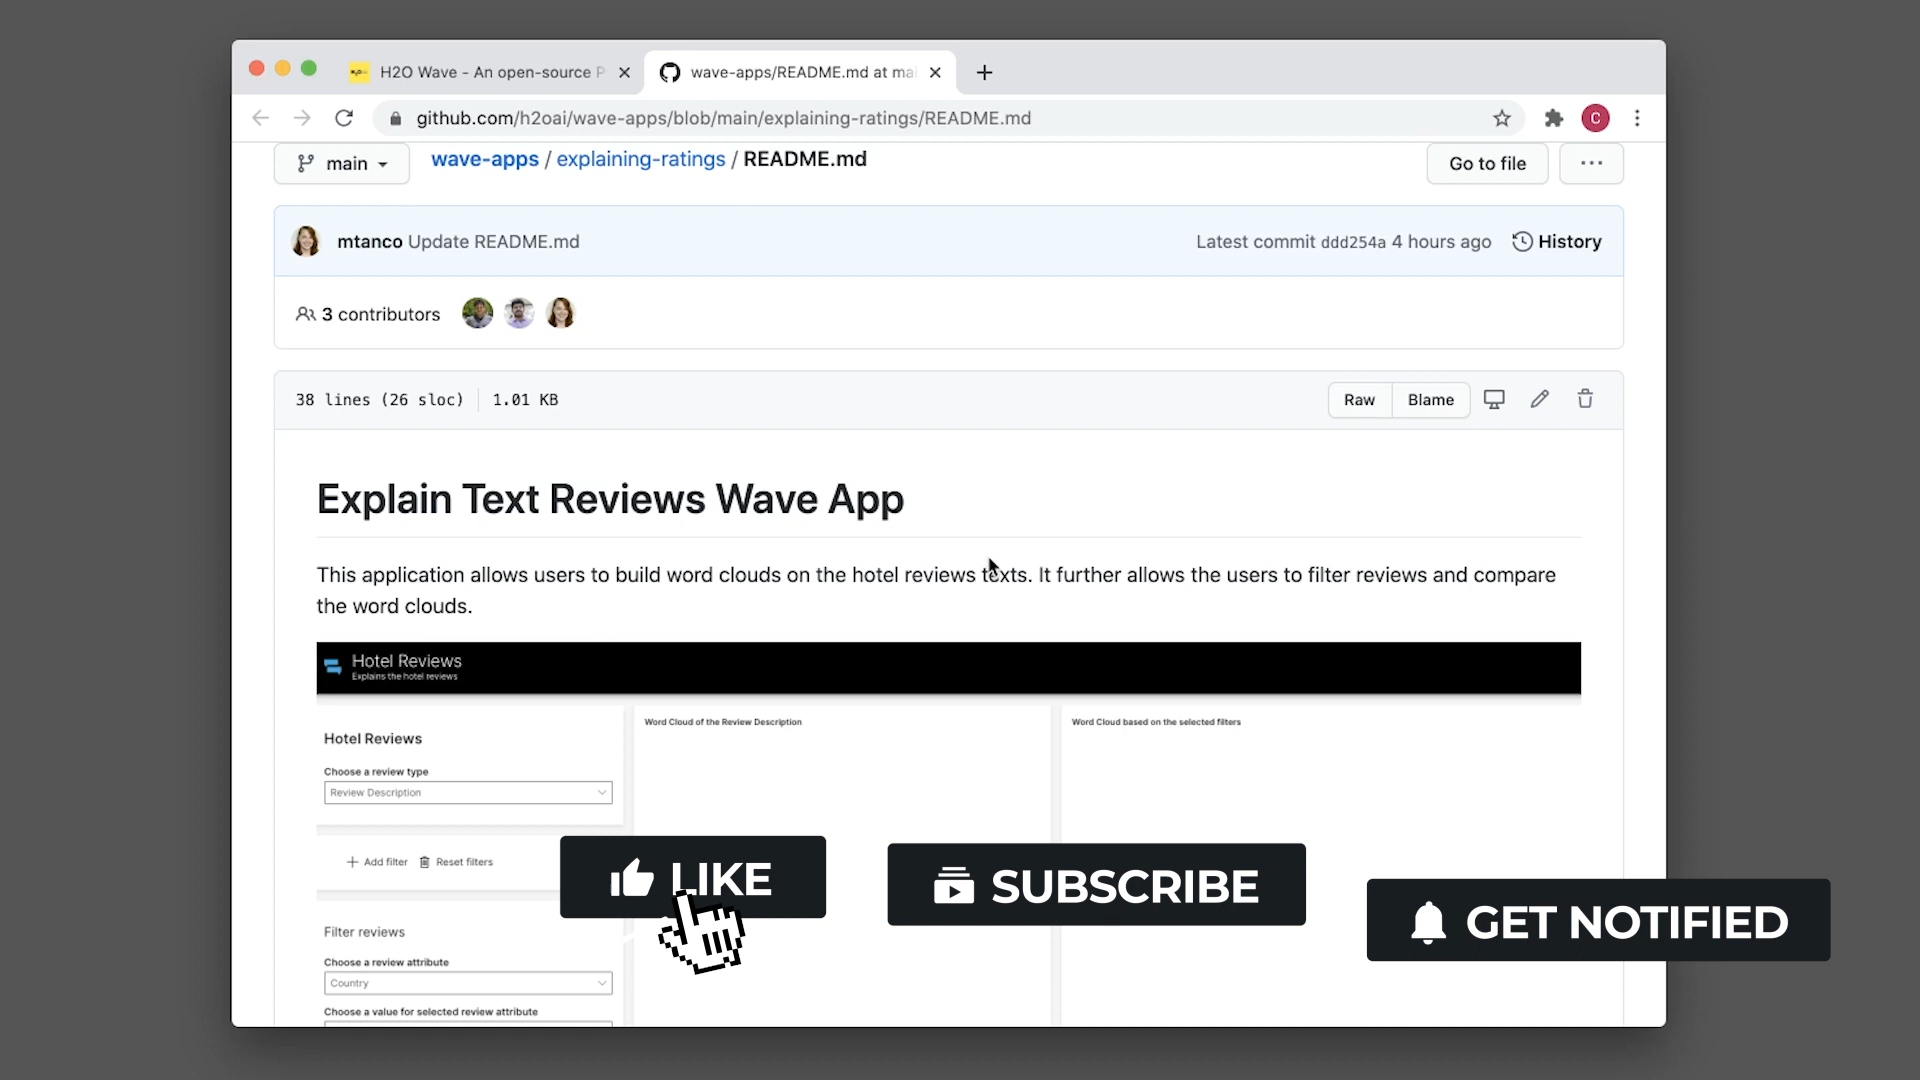 H2O Wave - An open-source P
wave-apps/README.md at mai
github.com/h2oai/wave-apps/blob/main/explaining-ratings/README.md
C
main
wave-apps / explaining-ratings / README.md
Go to file
mtanco Update README.md
Latest commit ddd254a 4 hours ago
History
3 contributors
38 lines (26 sloc)
1.01 KB
Raw
Blame
Explain Text Reviews Wave App
This application allows users to build word clouds on the hotel reviews texts. It further allows the users to filter reviews and compare
the word clouds.
Hotel Reviews
Explains the hotel reviews
Hotel Reviews
Choose a review type
Review Description
Add filter
Reset filters
Filter reviews
Choose a review attribute
Country
Choose a value for selected review attribute
Word Cloud of the Review Description
Word Cloud based on the selected filters
LIKE
SUBSCRIBE
GET NOTIFIED